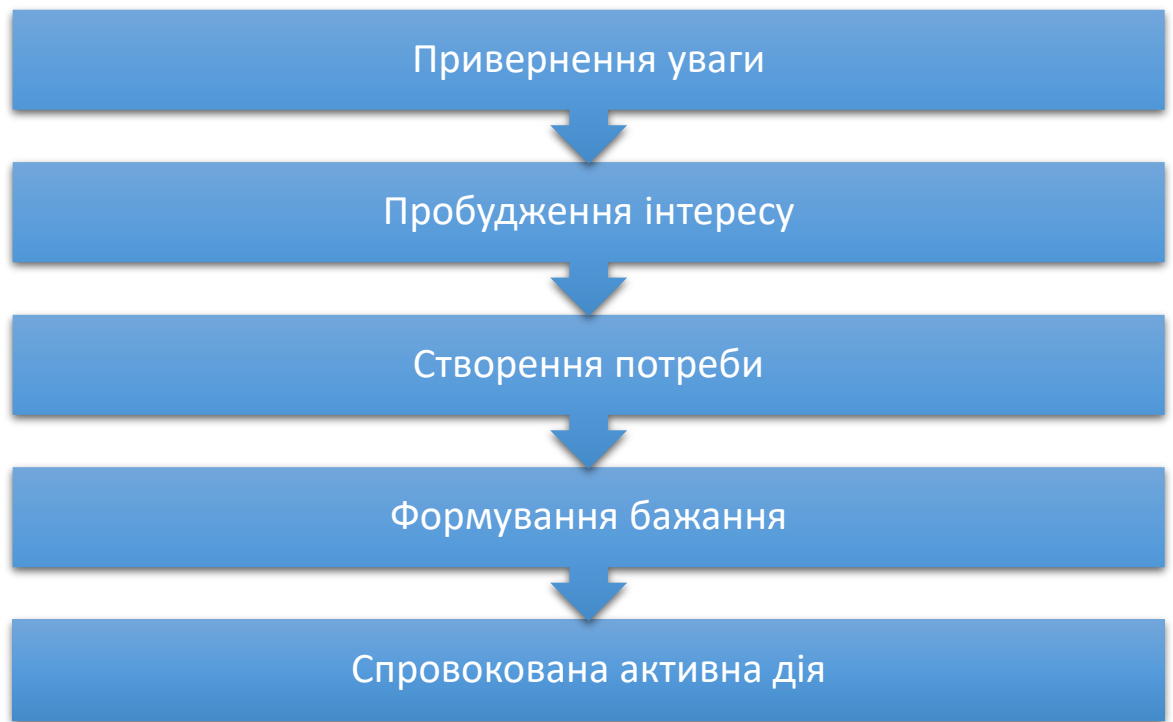 Привернення уваги
Пробудження інтересу
Створення потреби
Формування бажання
Спровокована активна дія